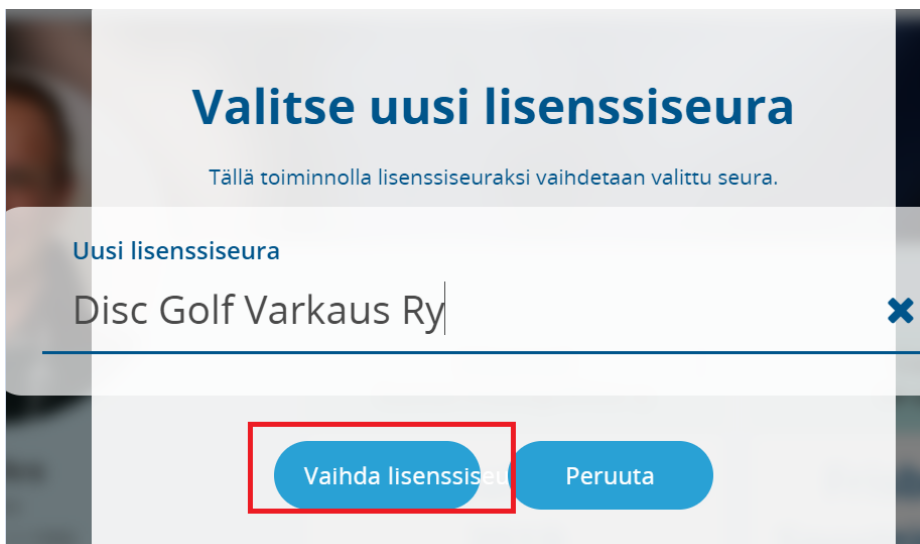 Valitse uusi lisenssiseura
Tällä toiminnolla lisenssiseuraksi vaihdetaan valittu seura.
Uusi lisenssiseura
Disc Golf Varkaus Ry
Vaihda lisenssiseu Peruuta